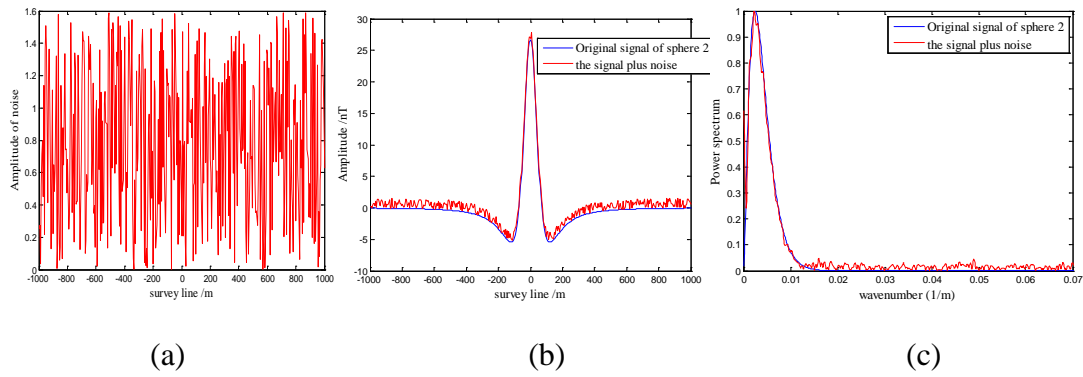 1.6
1.4
1.2
1
0.8
0.6
0.4
0.2
0
-1000 -800 -600 -400 -200 0 200 400 600 800 1000
Amplitude of noise
survey line /m
(a)
30
25
20
15
10
5
0
-5
-10
-1000 -800 -600 -400 -200 0 200 400 600 800 1000
Amplitude /nT
survey line /m
Original signal of sphere 2
the signal plus noise
(b)
1
0.9
0.8
0.7
0.6
0.5
0.4
0.3
0.2
0.1
0
0 0.01 0.02 0.03 0.04 0.05 0.06 0.07
Power spectrum
wavenumber (1/m)
Original signal of sphere 2
the signal plus noise
(c)